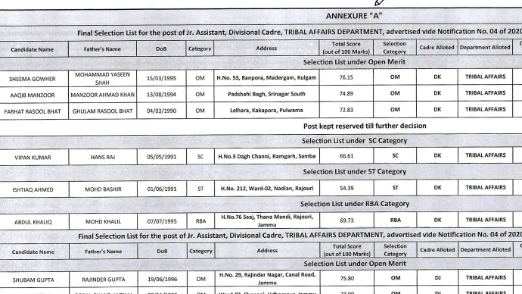 ANNEXURE "A"
Final Selection List for the post of Jr. Assistant, Divisional Cadre, TRIBAL AFFAIRS DEPARTMENT, advertised vide Notification No. 04 of 2020
Candidate Name Father's Name DoB Category Address Total Score (out of 100 Marks) Selection Category Cadre Alloted Department Alloted
Selection List under Open Merit
SHEEMA GOWHER MOHAMMAD YASEEN SHAH 15/03/1995 OM H.No. 55, Banpora, Madergam, Kulgam 76.15 OM DK TRIBAL AFFAIRS
AAQIB MANZOOR MANZOOR AHMAD KHAN 13/08/1994 OM Padshahi Bagh, Srinagar South 74.89 OM DK TRIBAL AFFAIRS
FARHAT RASOOL BHAT GHULAM RASOOL BHAT 04/03/1990 OM Lelhara, Kakapora, Pulwama 72.83 OM DK TRIBAL AFFAIRS
Post kept reserved till further decision
Selection List under SC Category
VIPAN KUMAR HANS RAJ 05/05/1991 SC H.No.3 Dagh Channi, Ramgarh, Samba 66.61 SC DK TRIBAL AFFAIRS
Selection List under ST Category
ISHTIAQ AHMED MOHD BASHIR 01/06/1991 ST H.No. 212, Ward-02, Nadian, Rajouri 54.39 ST DK TRIBAL AFFAIRS
Selection List under RBA Category
ABDUL KHALIQ MOHD KHALIL 07/07/1995 RBA H.No.76 Saaj, Thana Mandi, Rajouri, Jammu 69.73 RBA DK TRIBAL AFFAIRS
Final Selection List for the post of Jr. Assistant, Divisional Cadre, TRIBAL AFFAIRS DEPARTMENT, advertised vide Notification No. 04 of 2020
Candidate Name Father's Name DoB Category Address Total Score (out of 100 Marks) Selection Category Cadre Alloted Department Alloted
Selection List under Open Merit
SHUBAM GUPTA RAJINDER GUPTA 19/06/1996 OM H.No. 29, Rajinder Nagar, Canal Road, Jammu 75.80 OM DJ TRIBAL AFFAIRS